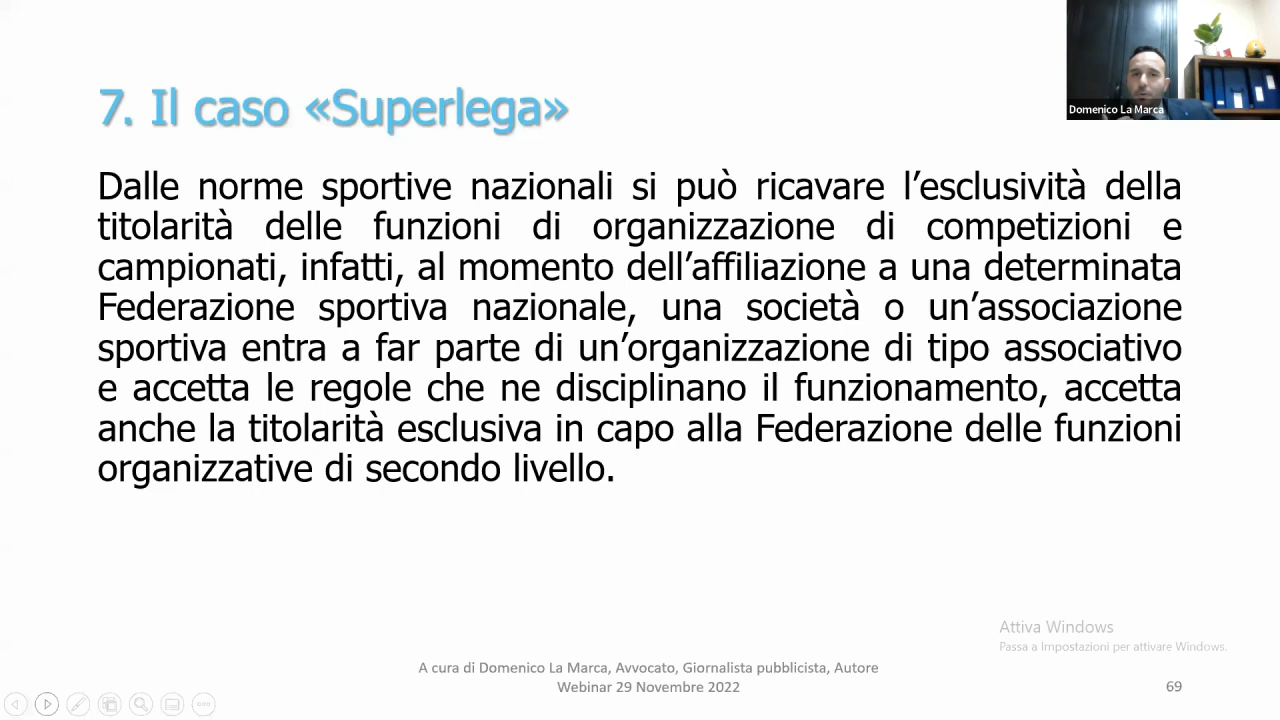 Domenico La Marca
7. Il caso «Superlega»
Dalle norme sportive nazionali si può ricavare l’esclusività della
titolarità delle funzioni di organizzazione di competizioni e
campionati, infatti, al momento dell’affiliazione a una determinata
Federazione sportiva nazionale, una società o un’associazione
sportiva entra a far parte di un’organizzazione di tipo associativo
e accetta le regole che ne disciplinano il funzionamento, accetta
anche la titolarità esclusiva in capo alla Federazione delle funzioni
organizzative di secondo livello.
Attiva Windows
Passa a Impostazioni per attivare Windows.
A cura di Domenico La Marca, Avvocato, Giornalista pubblicista, Autore
Webinar 29 Novembre 2022
69